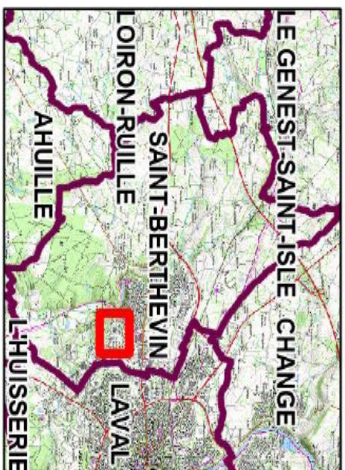 LE GENEST-SAINT-ISLE
CHANGE
SAINT-BERTHEVIN
LOIRON-RUILLE
LAVAL
AHUILLE
L'HUISSERIE